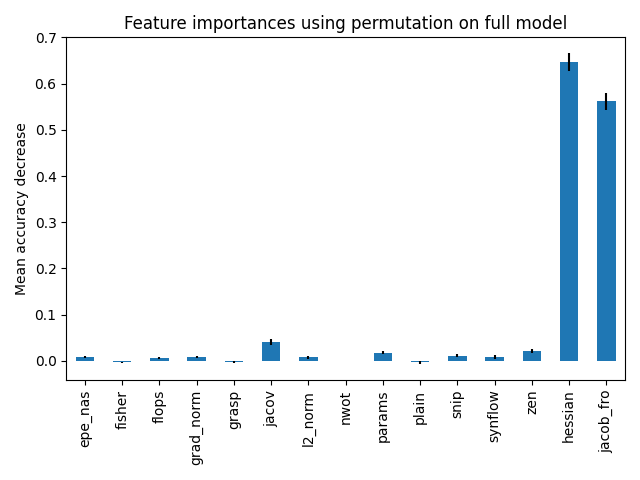 Feature importances using permutation on full model
Mean accuracy decrease
0.7
0.6
0.5
0.4
0.3
0.2
0.1
0.0
epe_nas
fisher
flops
grad_norm
grasp
jacov
l2_norm
nwot
params
plain
snip
synflow
zen
hessian
jacob_fro